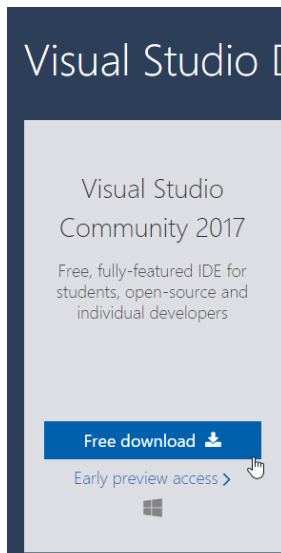 Visual Studio
Visual Studio
Community 2017
Free, fully-featured IDE for
students, open-source and
individual developers
Free download
Early preview access